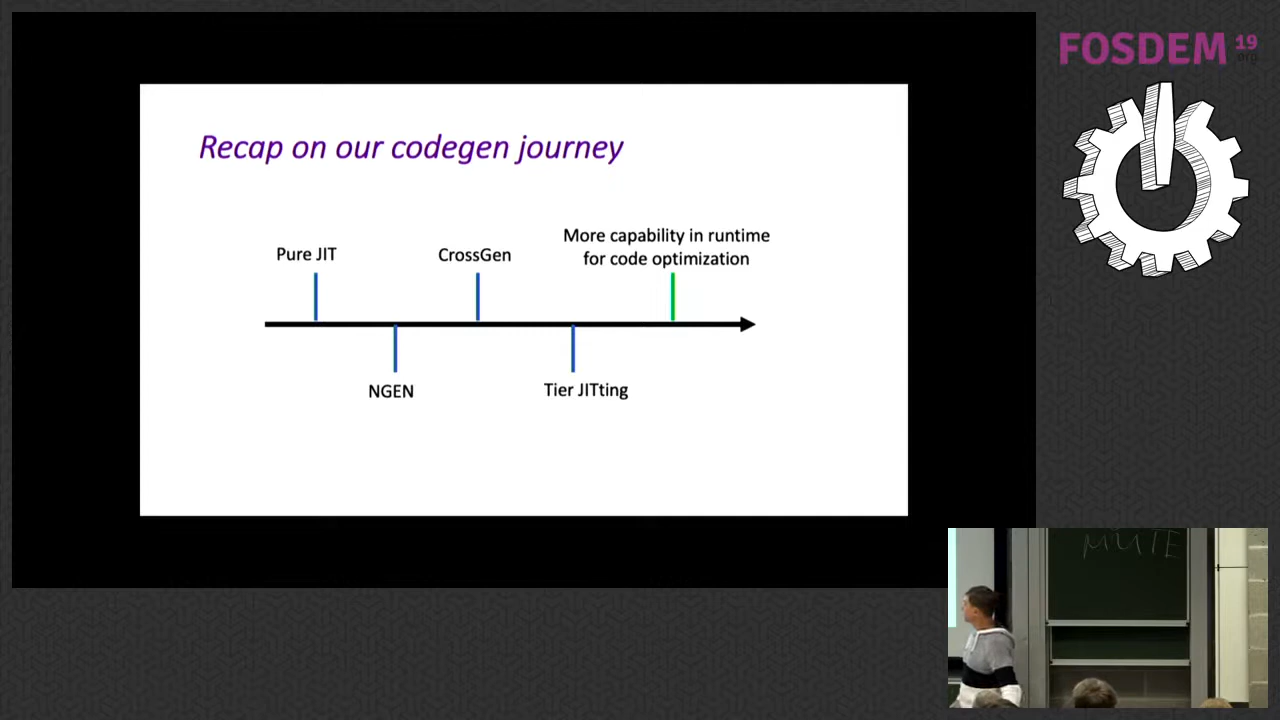 FOSDEM 19
.org
Recap on our codegen journey
More capability in runtime
for code optimization
Pure JIT
CrossGen
NGEN
Tier JITting
MUTE